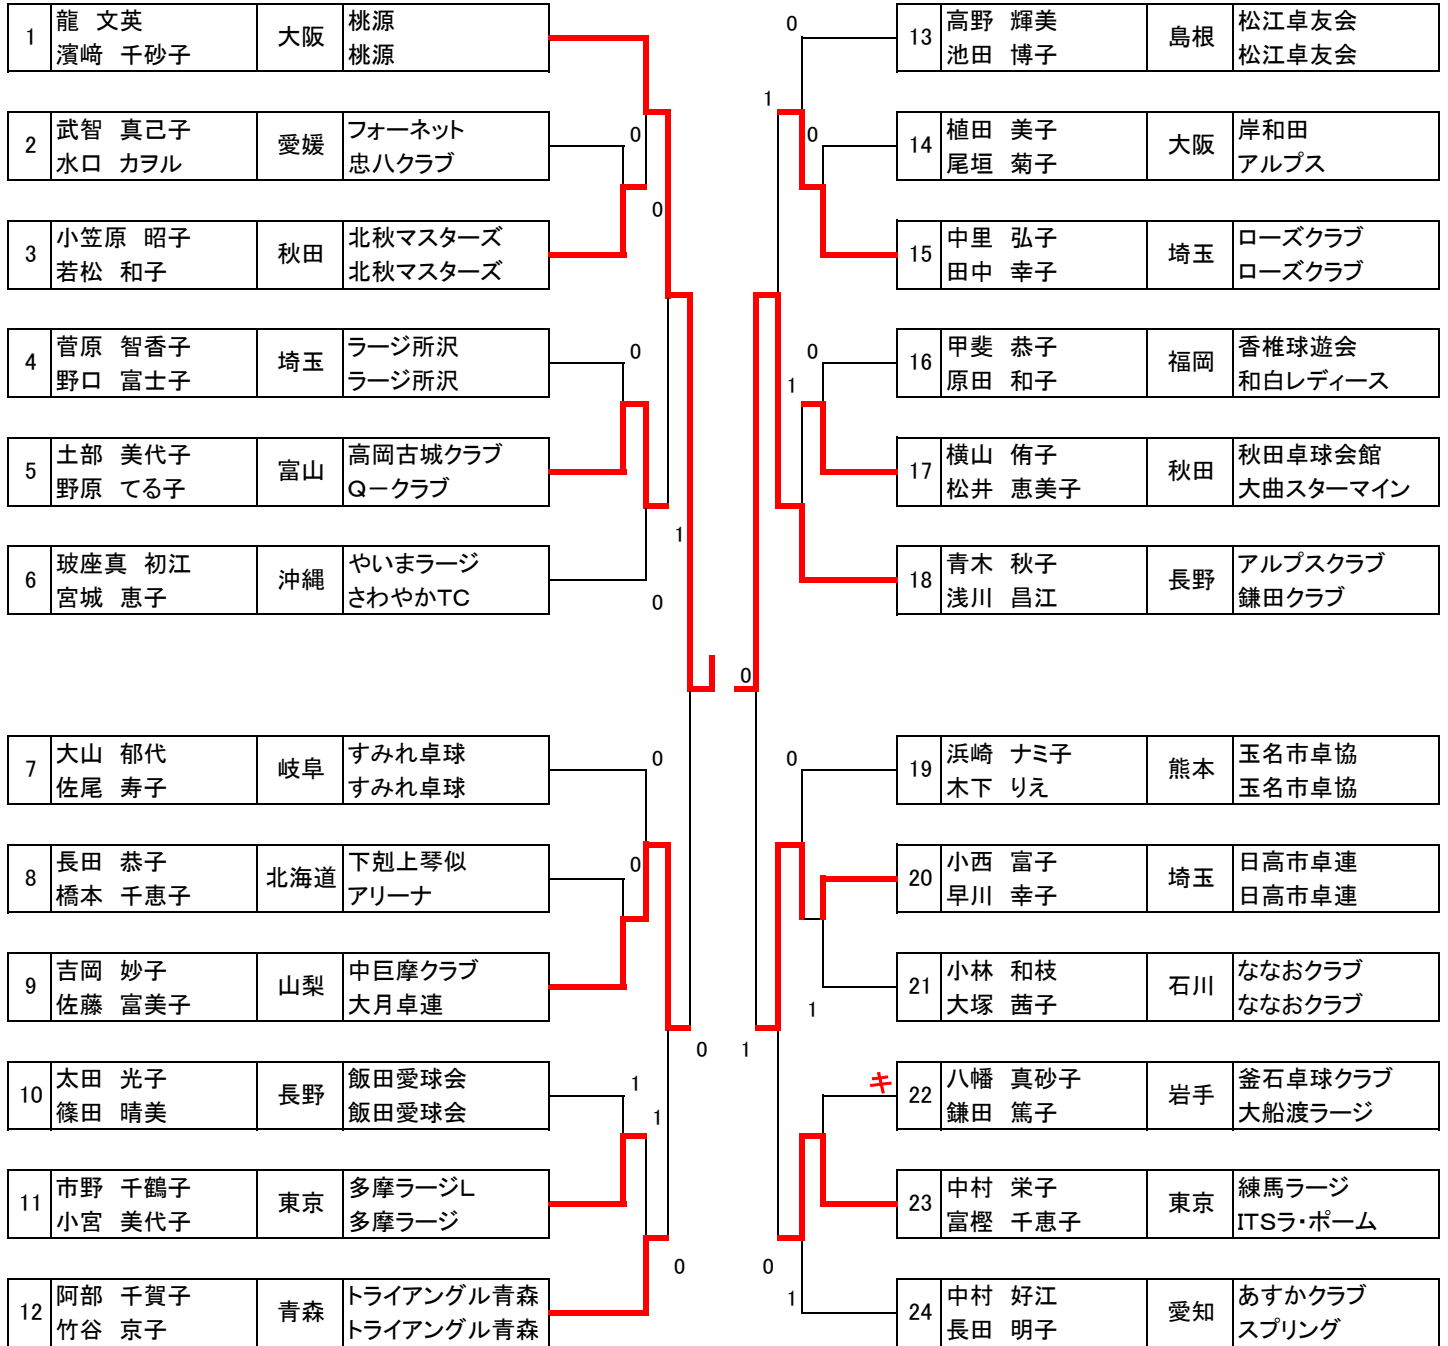 1 龍 文英 大阪 桃源
濱﨑 千砂子 桃源
2 武智 真己子 愛媛 フォーネット
水口 カヲル 忠八クラブ
0
3 小笠原 昭子 秋田 北秋マスターズ
若松 和子 北秋マスターズ
0
4 菅原 智香子 埼玉 ラージ所沢
野口 富士子 ラージ所沢
0
5 土部 美代子 富山 高岡古城クラブ
野原 てる子 Q－クラブ
1
6 玻座真 初江 沖縄 やいまラージ
宮城 恵子 さわやかTC
0
7 大山 郁代 岐阜 すみれ卓球
佐尾 寿子 すみれ卓球
0
8 長田 恭子 北海道 下剋上琴似
橋本 千恵子 アリーナ
0
9 吉岡 妙子 山梨 中巨摩クラブ
佐藤 富美子 大月卓連
0
10 太田 光子 長野 飯田愛球会
篠田 晴美 飯田愛球会
1
1
11 市野 千鶴子 東京 多摩ラージL
小宮 美代子 多摩ラージ
0
12 阿部 千賀子 青森 トライアングル青森
竹谷 京子 トライアングル青森
0
13 高野 輝美 島根 松江卓友会
池田 博子 松江卓友会
1
0
14 植田 美子 大阪 岸和田
尾垣 菊子 アルプス
15 中里 弘子 埼玉 ローズクラブ
田中 幸子 ローズクラブ
0
16 甲斐 恭子 福岡 香椎球遊会
原田 和子 和白レディース
1
17 横山 侑子 秋田 秋田卓球会館
松井 恵美子 大曲スターマイン
18 青木 秋子 長野 アルプスクラブ
浅川 昌江 鎌田クラブ
0
0
19 浜崎 ナミ子 熊本 玉名市卓協
木下 りえ 玉名市卓協
20 小西 富子 埼玉 日高市卓連
早川 幸子 日高市卓連
21 小林 和枝 石川 ななおクラブ
大塚 茜子 ななおクラブ
1
1
キ
22 八幡 真砂子 岩手 釜石卓球クラブ
鎌田 篤子 大船渡ラージ
23 中村 栄子 東京 練馬ラージ
富樫 千恵子 ITSラ・ポーム
0
1
24 中村 好江 愛知 あすかクラブ
長田 明子 スプリング